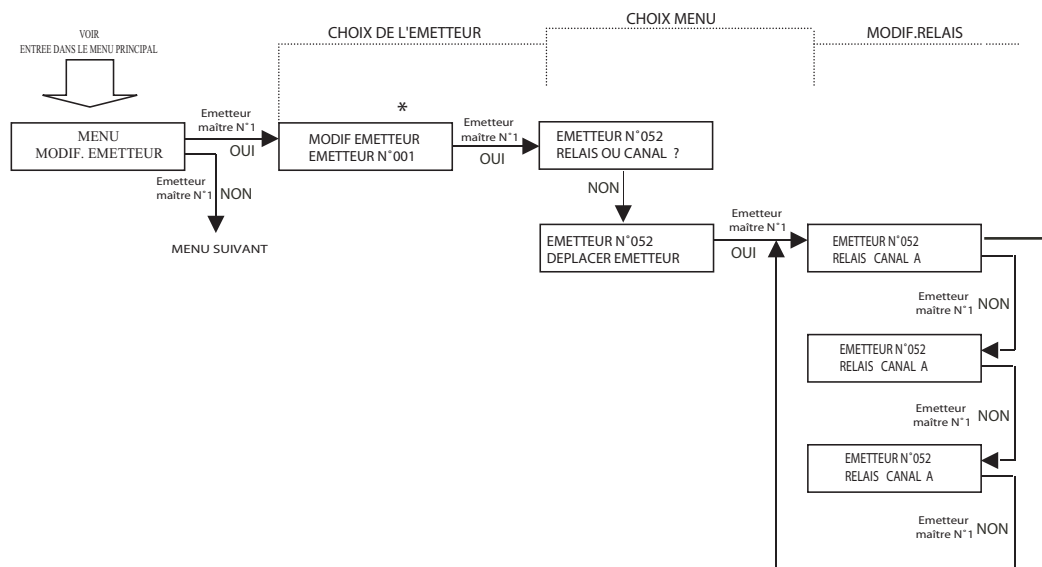 VOIR
ENTREE DANS LE MENU PRINCIPAL
CHOIX DE L'EMETTEUR
CHOIX MENU
MODIF.RELAIS
MENU
MODIF. EMETTEUR
Emetteur
maître N°1
OUI
Emetteur
maître N°1 NON
MENU SUIVANT
*
MODIF EMETTEUR
EMETTEUR N°001
Emetteur
maître N°1
OUI
EMETTEUR N°052
RELAIS OU CANAL ?
NON
EMETTEUR N°052
DEPLACER EMETTEUR
Emetteur
maître N°1
OUI
EMETTEUR N°052
RELAIS CANAL A
Emetteur
maître N°1 NON
EMETTEUR N°052
RELAIS CANAL A
Emetteur
maître N°1 NON
EMETTEUR N°052
RELAIS CANAL A
Emetteur
maître N°1 NON